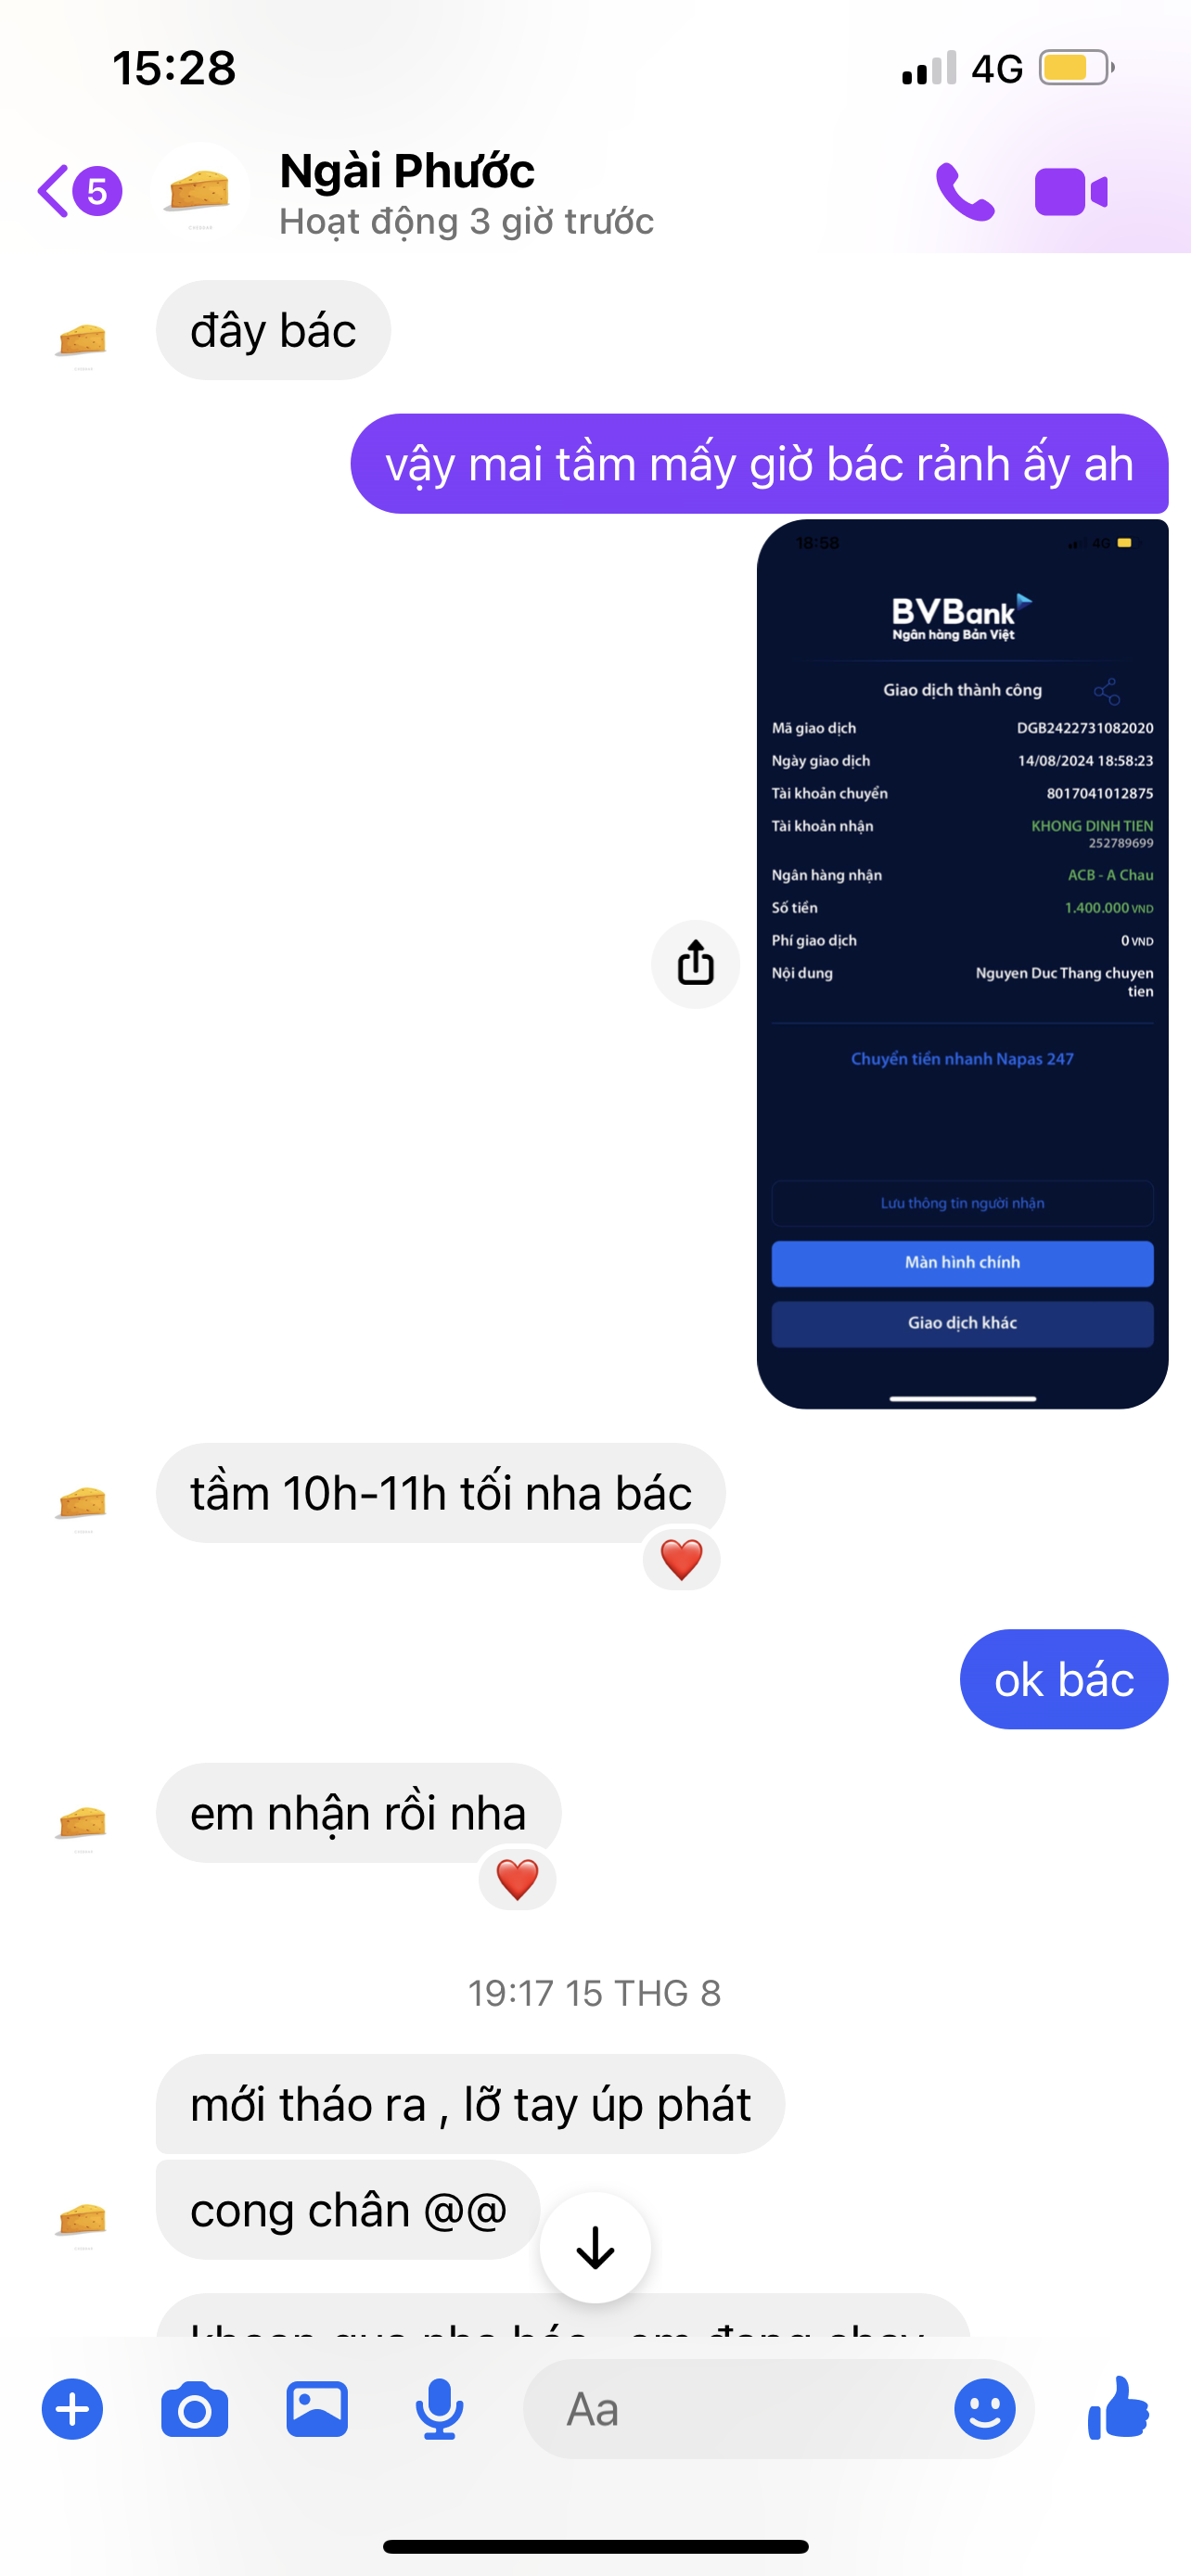 15:28
4G
5
Ngài Phước
Hoạt động 3 giờ trước
đây bác
vậy mai tầm mấy giờ bác rảnh ấy ah
18:58
4G
BVBank
Ngân hàng Bản Việt
Giao dịch thành công
Mã giao dịch DGB2422731082020
Ngày giao dịch 14/08/2024 18:58:23
Tài khoản chuyển 8017041012875
Tài khoản nhận KHONG DINH TIEN
252789699
Ngân hàng nhận ACB - A Chau
Số tiền 1.400.000 VND
Phí giao dịch 0 VND
Nội dung Nguyen Duc Thang chuyen
tien
Chuyển tiền nhanh Napas 247
Lưu thông tin người nhận
Màn hình chính
Giao dịch khác
tầm 10h-11h tối nha bác
ok bác
em nhận rồi nha
19:17 15 THG 8
mới tháo ra , lỡ tay úp phát
cong chân @@
Aa